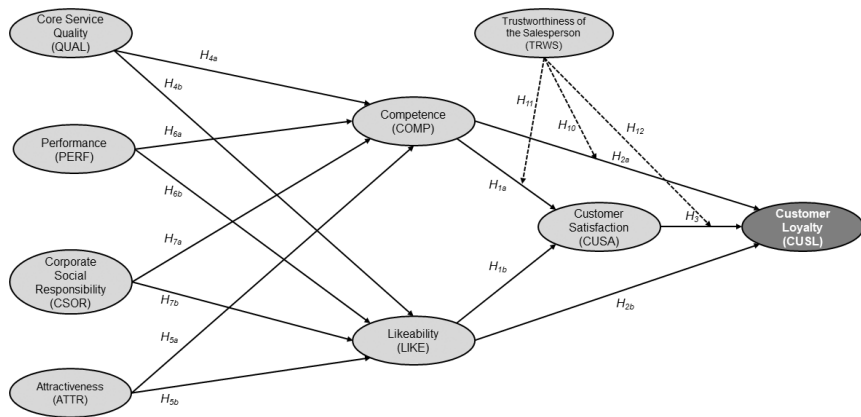 Core Service
Quality
(QUAL)
Trustworthiness of
the Salesperson
(TRWS)
H4a
H4b
H11
H10
H12
Competence
(COMP)
Performance
(PERF)
H6a
H6b
H2a
H1a
Customer
Satisfaction
(CUSA)
H3
Customer
Loyalty
(CUSL)
H7a
Corporate
Social
Responsibility
(CSOR)
H7b
H1b
H2b
H5a
Likeability
(LIKE)
Attractiveness
(ATTR)
H5b